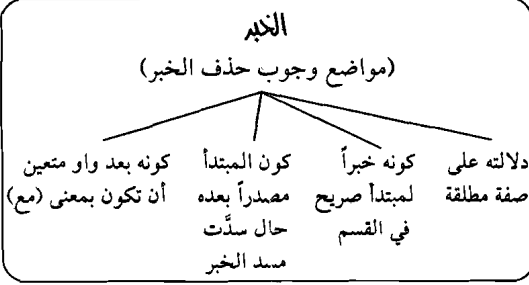 الخبر
(مواضع وجوب حذف الخبر)
دلالته على
صفة مطلقة
كونه خبراً
لمبتدأ صريح
في القسم
كون المبتدأ
مصدراً بعده
حال سدَّت
مسد الخبر
كونه بعد واو متعين
أن تكون بمعنى (مع)